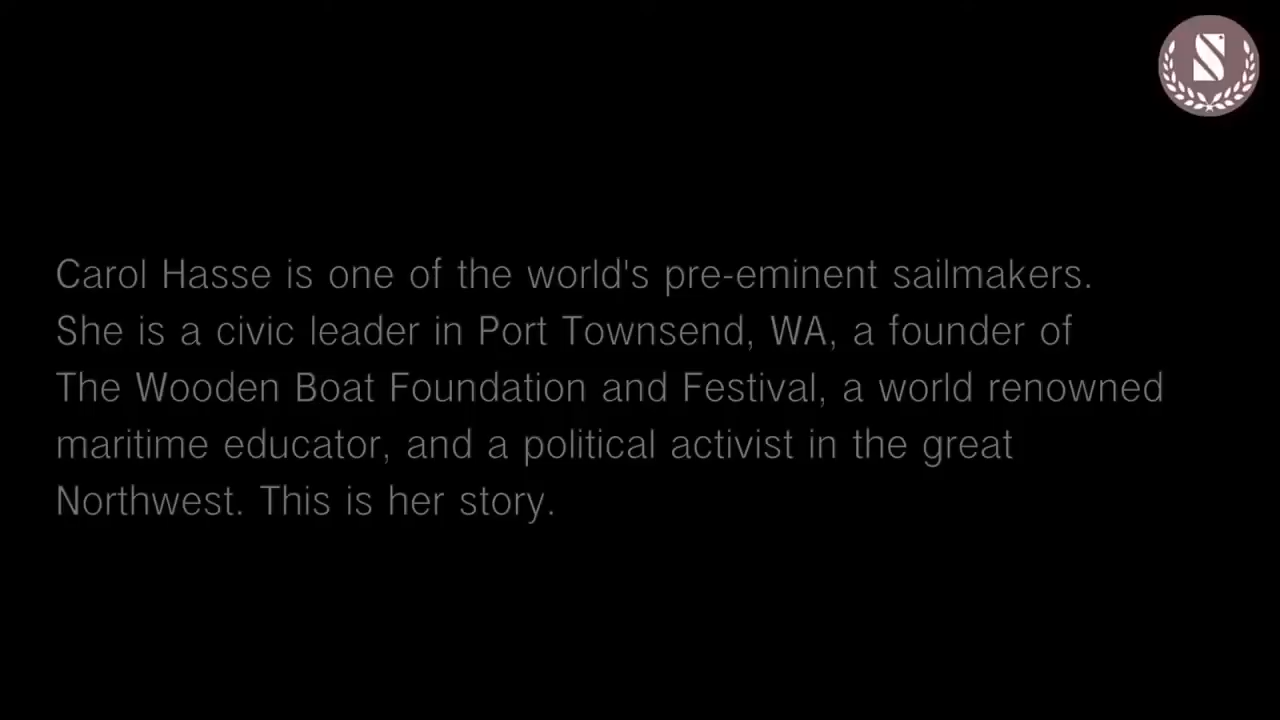 Carol Hasse is one of the world's pre-eminent sailmakers.
She is a civic leader in Port Townsend, WA, a founder of
The Wooden Boat Foundation and Festival, a world renowned
maritime educator, and a political activist in the great
Northwest. This is her story.